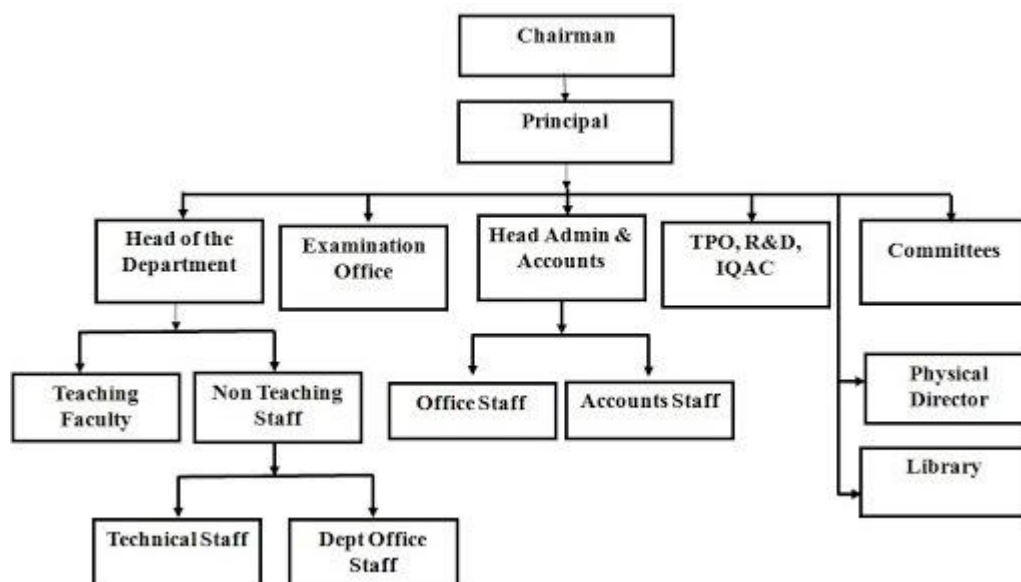 Chairman
Principal
Head of the
Department
Examination
Office
Head Admin &
Accounts
TPO, R&D,
IQAC
Committees
Teaching
Faculty
Non Teaching
Staff
Office Staff
Accounts Staff
Physical
Director
Library
Technical Staff
Dept Office
Staff